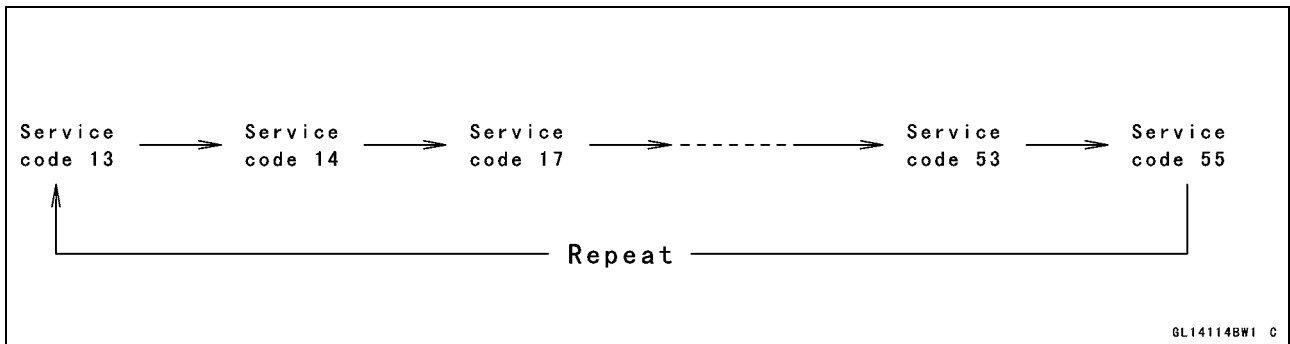 Service
code 13
Service
code 14
Service
code 17
Service
code 53
Service
code 55
Repeat
GL14114BW1 C